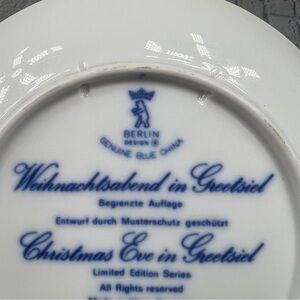 BERLIN
DESIGN ®
GENUINE BLUE CHINA
Weihnachtsabend in Greetsiel
Begrenzte Auflage
Entwurf durch Musterschutz geschützt
Christmas Eve in Greetsiel
Limited Edition Series
All Rights reserved